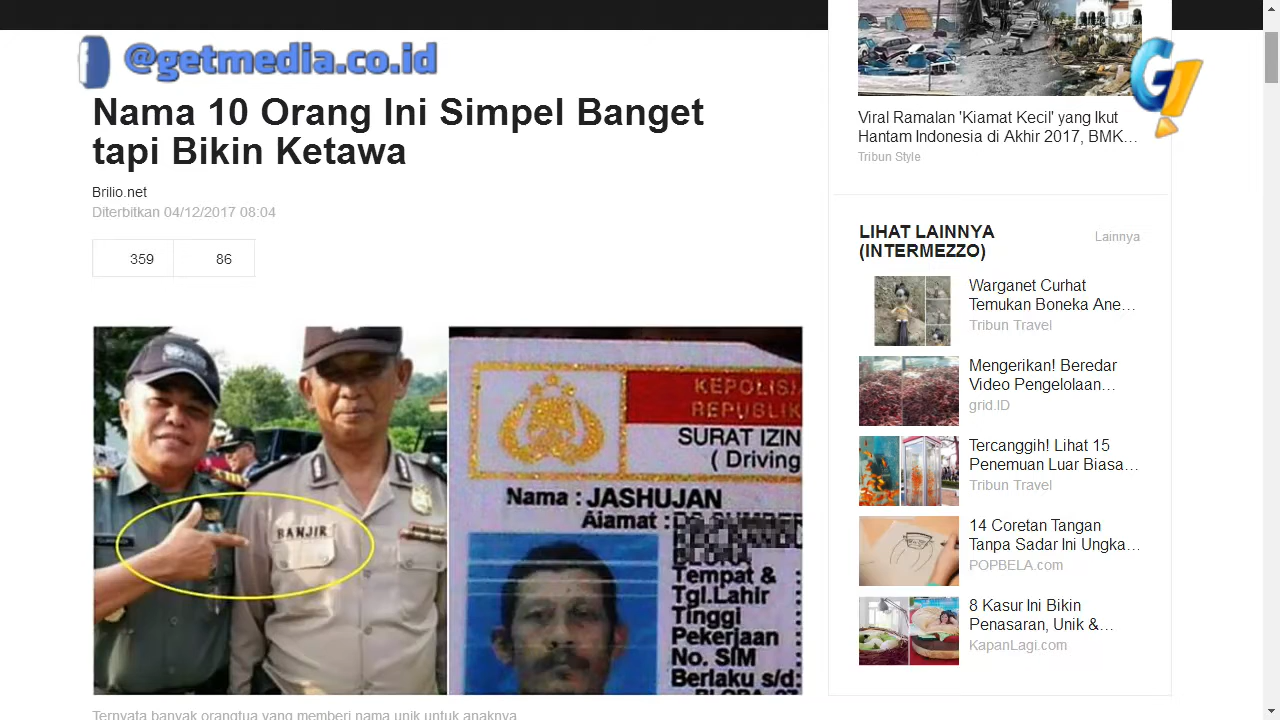 @getmedia.co.id
Nama 10 Orang Ini Simpel Banget
tapi Bikin Ketawa
Brilio.net
Diterbitkan 04/12/2017 08:04
359 86
BANJIR
KEPOLISI
REPUBLIK
SURAT IZIN
( Driving
Nama : JASHUJAN
Alamat :
Tempat & :
Tgl.Lahir
Tinggi :
Pekerjaan :
No. SIM :
Berlaku s/d:
Ternyata banyak orangtua yang memberi nama unik untuk anaknya
Viral Ramalan 'Kiamat Kecil' yang Ikut
Hantam Indonesia di Akhir 2017, BMK…
Tribun Style
LIHAT LAINNYA
(INTERMEZZO)
Lainnya
Warganet Curhat
Temukan Boneka Ane…
Tribun Travel
Mengerikan! Beredar
Video Pengelolaan…
grid.ID
Tercanggih! Lihat 15
Penemuan Luar Biasa…
Tribun Travel
14 Coretan Tangan
Tanpa Sadar Ini Ungka…
POPBELA.com
8 Kasur Ini Bikin
Penasaran, Unik &…
KapanLagi.com